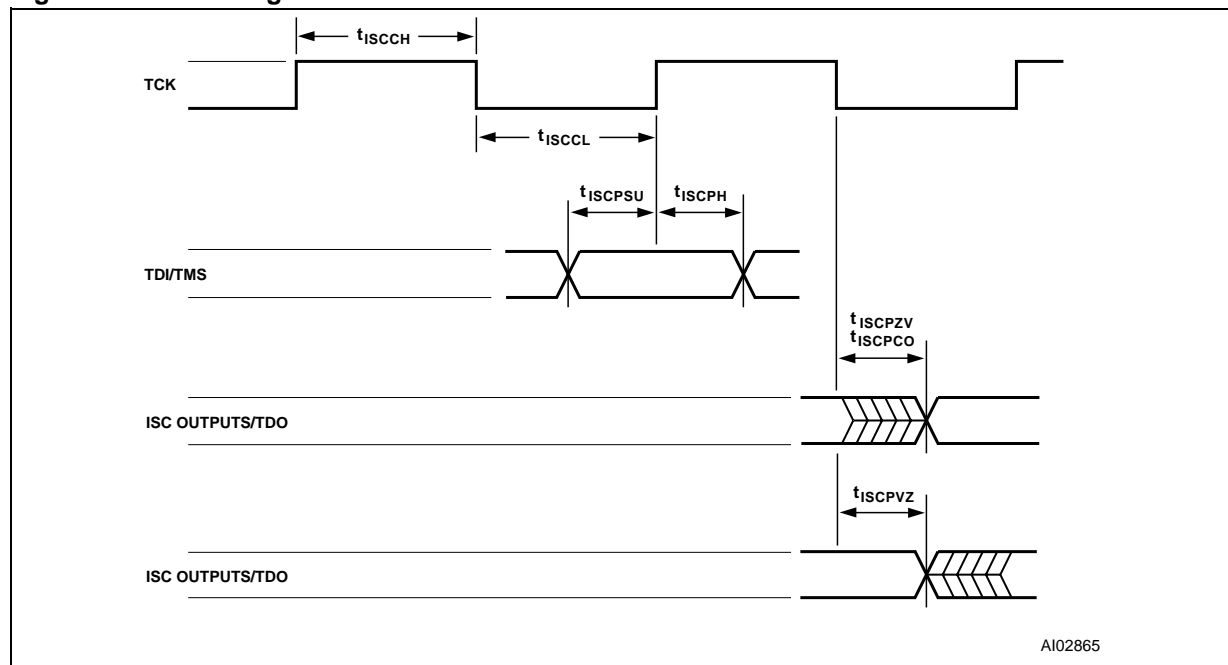 tISCCH
TCK
tISCCL
tISCPSU
tISCPH
TDI/TMS
tISCPZV
tISCPCO
ISC OUTPUTS/TDO
tISCPVZ
ISC OUTPUTS/TDO
AI02865